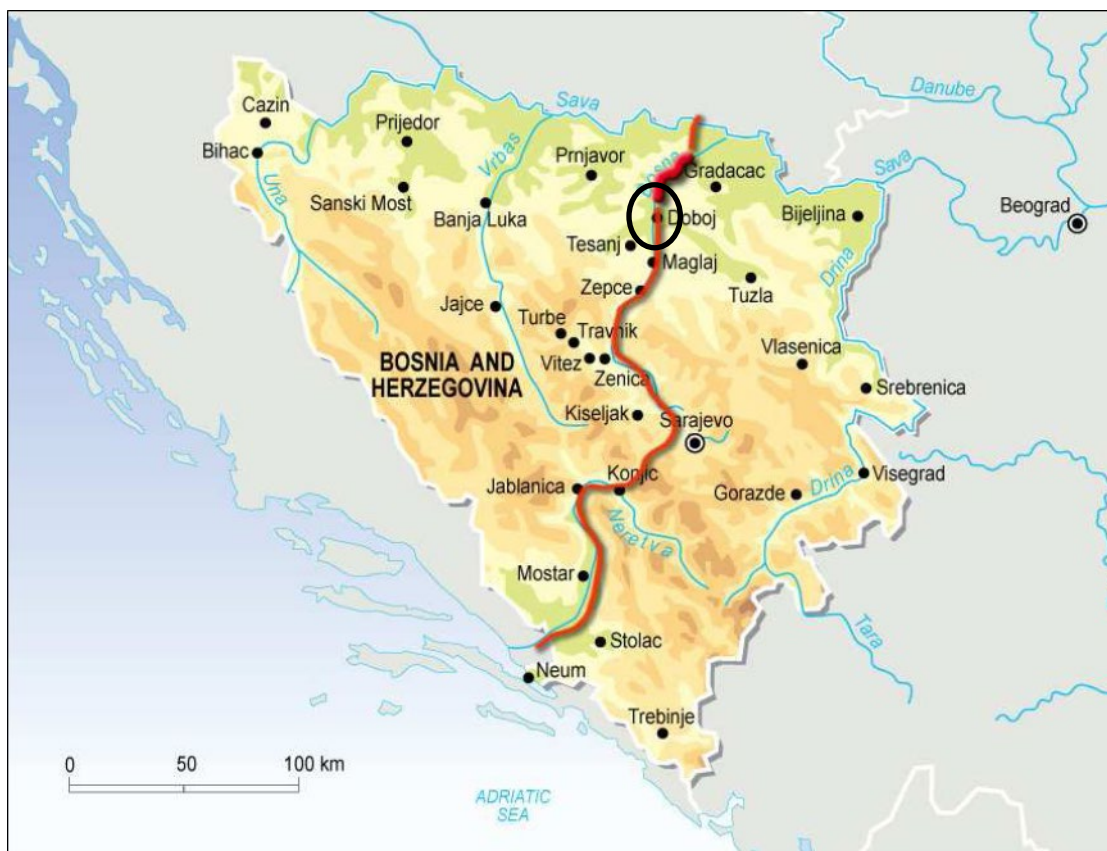 Danube
Cazin
Sava
Prijedor
Vrbas
Bihac
Prnjavor
Sava
Gradacac
Una
Sanski Most
Banja Luka
Doboj
Bijeljina
Beograd
Tesanj
Maglaj
Drina
Zepce
Tuzla
Jajce
Turbe
Travnik
BOSNIA AND
HERZEGOVINA
Vitez
Zenica
Vlasenica
Srebrenica
Kiseljak
Sarajevo
Jablanica
Konjic
Gorazde
Drina
Visegrad
Neretva
Mostar
Tara
Stolac
Neum
Trebinje
0 50 100 km
ADRIATIC
SEA